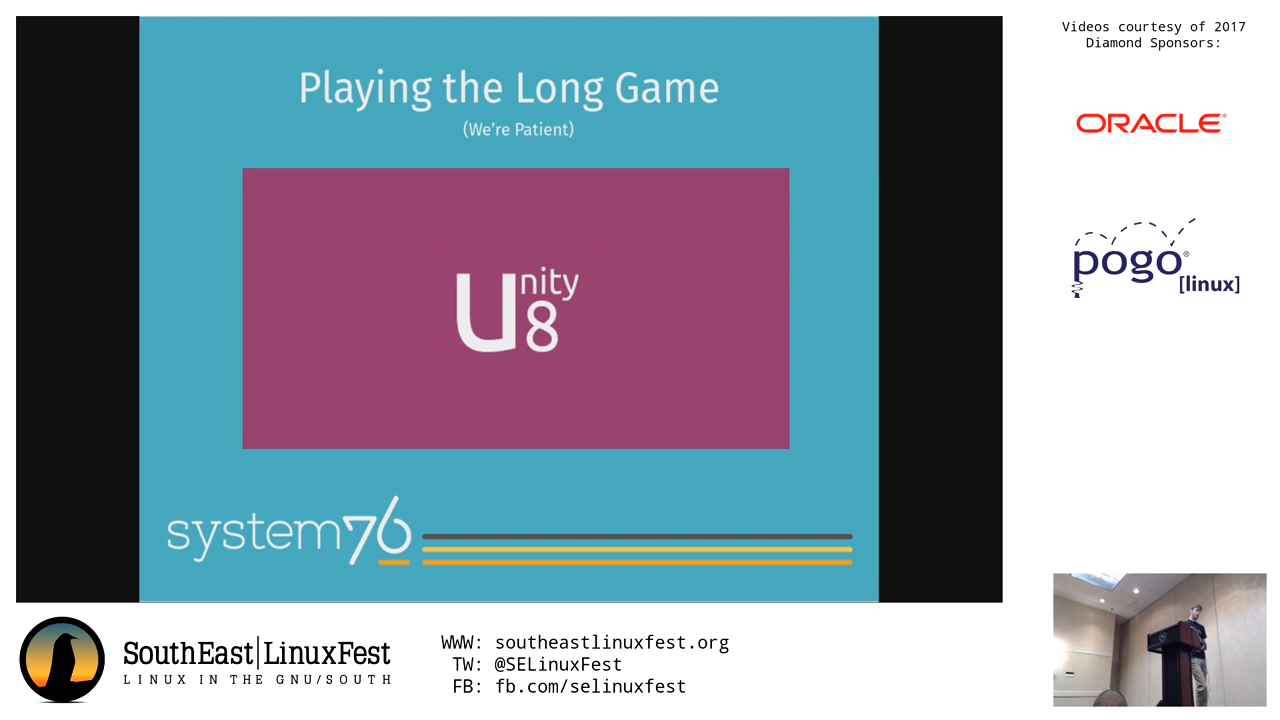 Playing the Long Game
(We're Patient)
Unity
8
system76
Videos courtesy of 2017
Diamond Sponsors:
ORACLE®
pogo®
[linux]
SouthEast|LinuxFest
LINUX IN THE GNU/SOUTH
WWW: southeastlinuxfest.org
TW: @SELinuxFest
FB: fb.com/selinuxfest